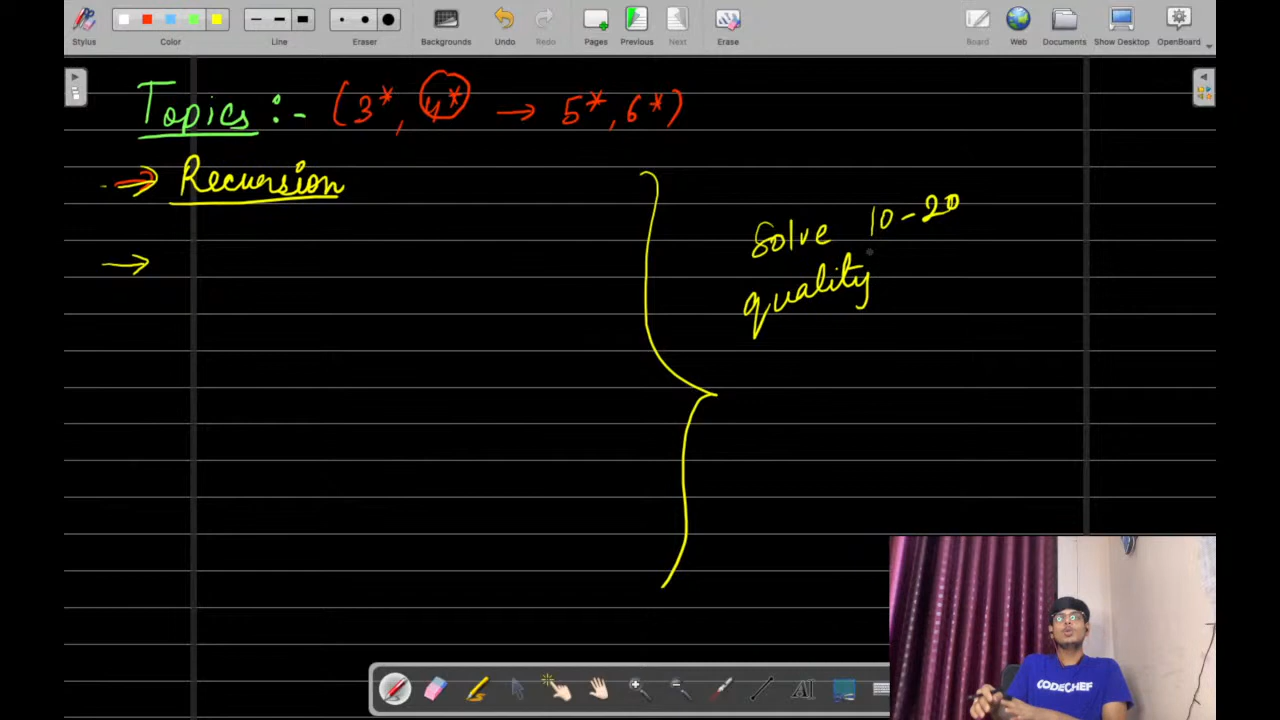 Stylus
Color
Line
Eraser
Backgrounds
Undo
Redo
Pages
Previous
Next
Erase
Board
Web
Documents
Show Desktop
OpenBoard
Topics :- (3*, 4* → 5*, 6*)
→ Recursion
→
Solve 10-20
quality
CODECHEF
AI